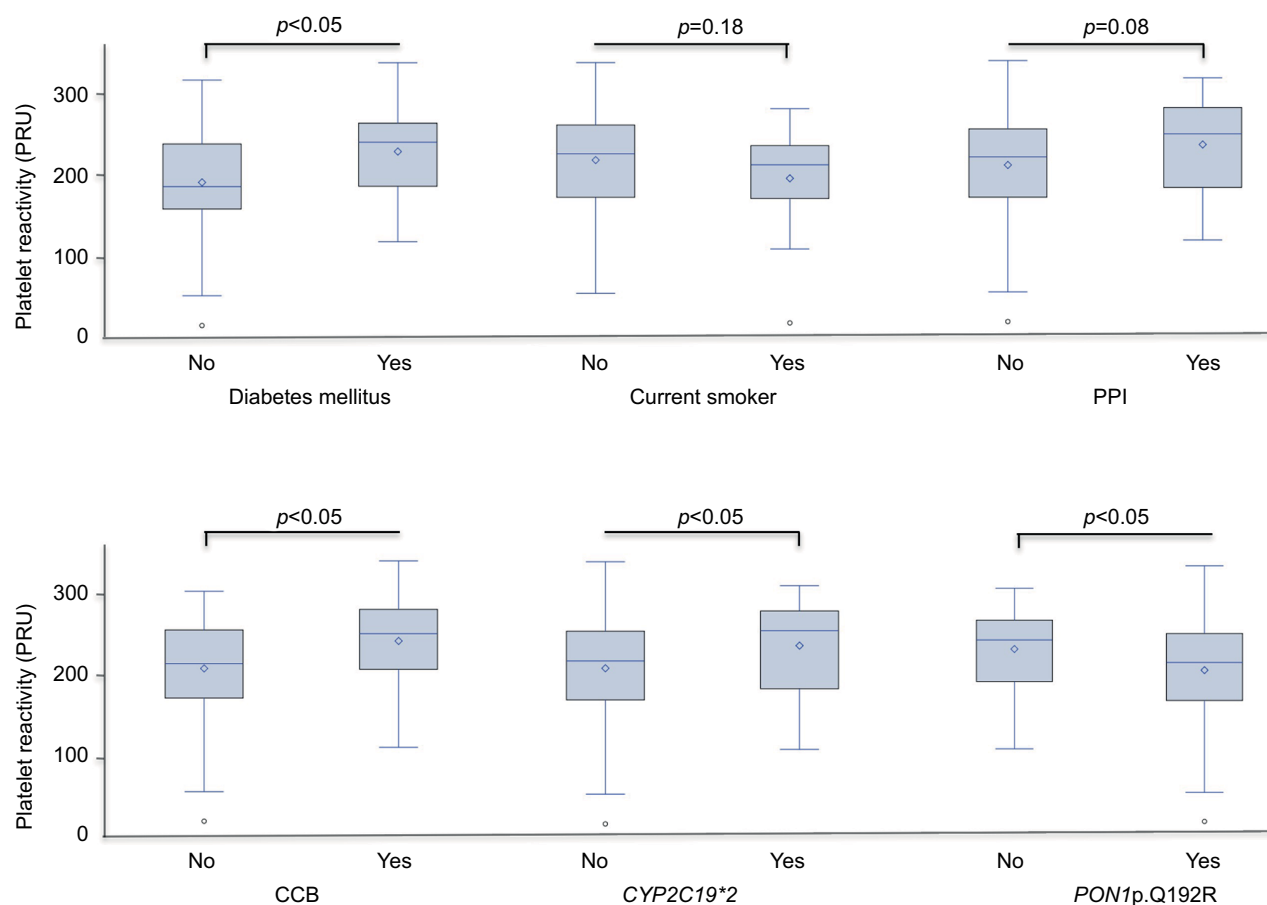 p<0.05 p=0.18 p=0.08
Platelet reactivity (PRU)
300
200
100
0
No Yes No Yes No Yes
Diabetes mellitus Current smoker PPI
p<0.05 p<0.05 p<0.05
Platelet reactivity (PRU)
300
200
100
0
No Yes No Yes No Yes
CCB CYP2C19*2 PON1p.Q192R